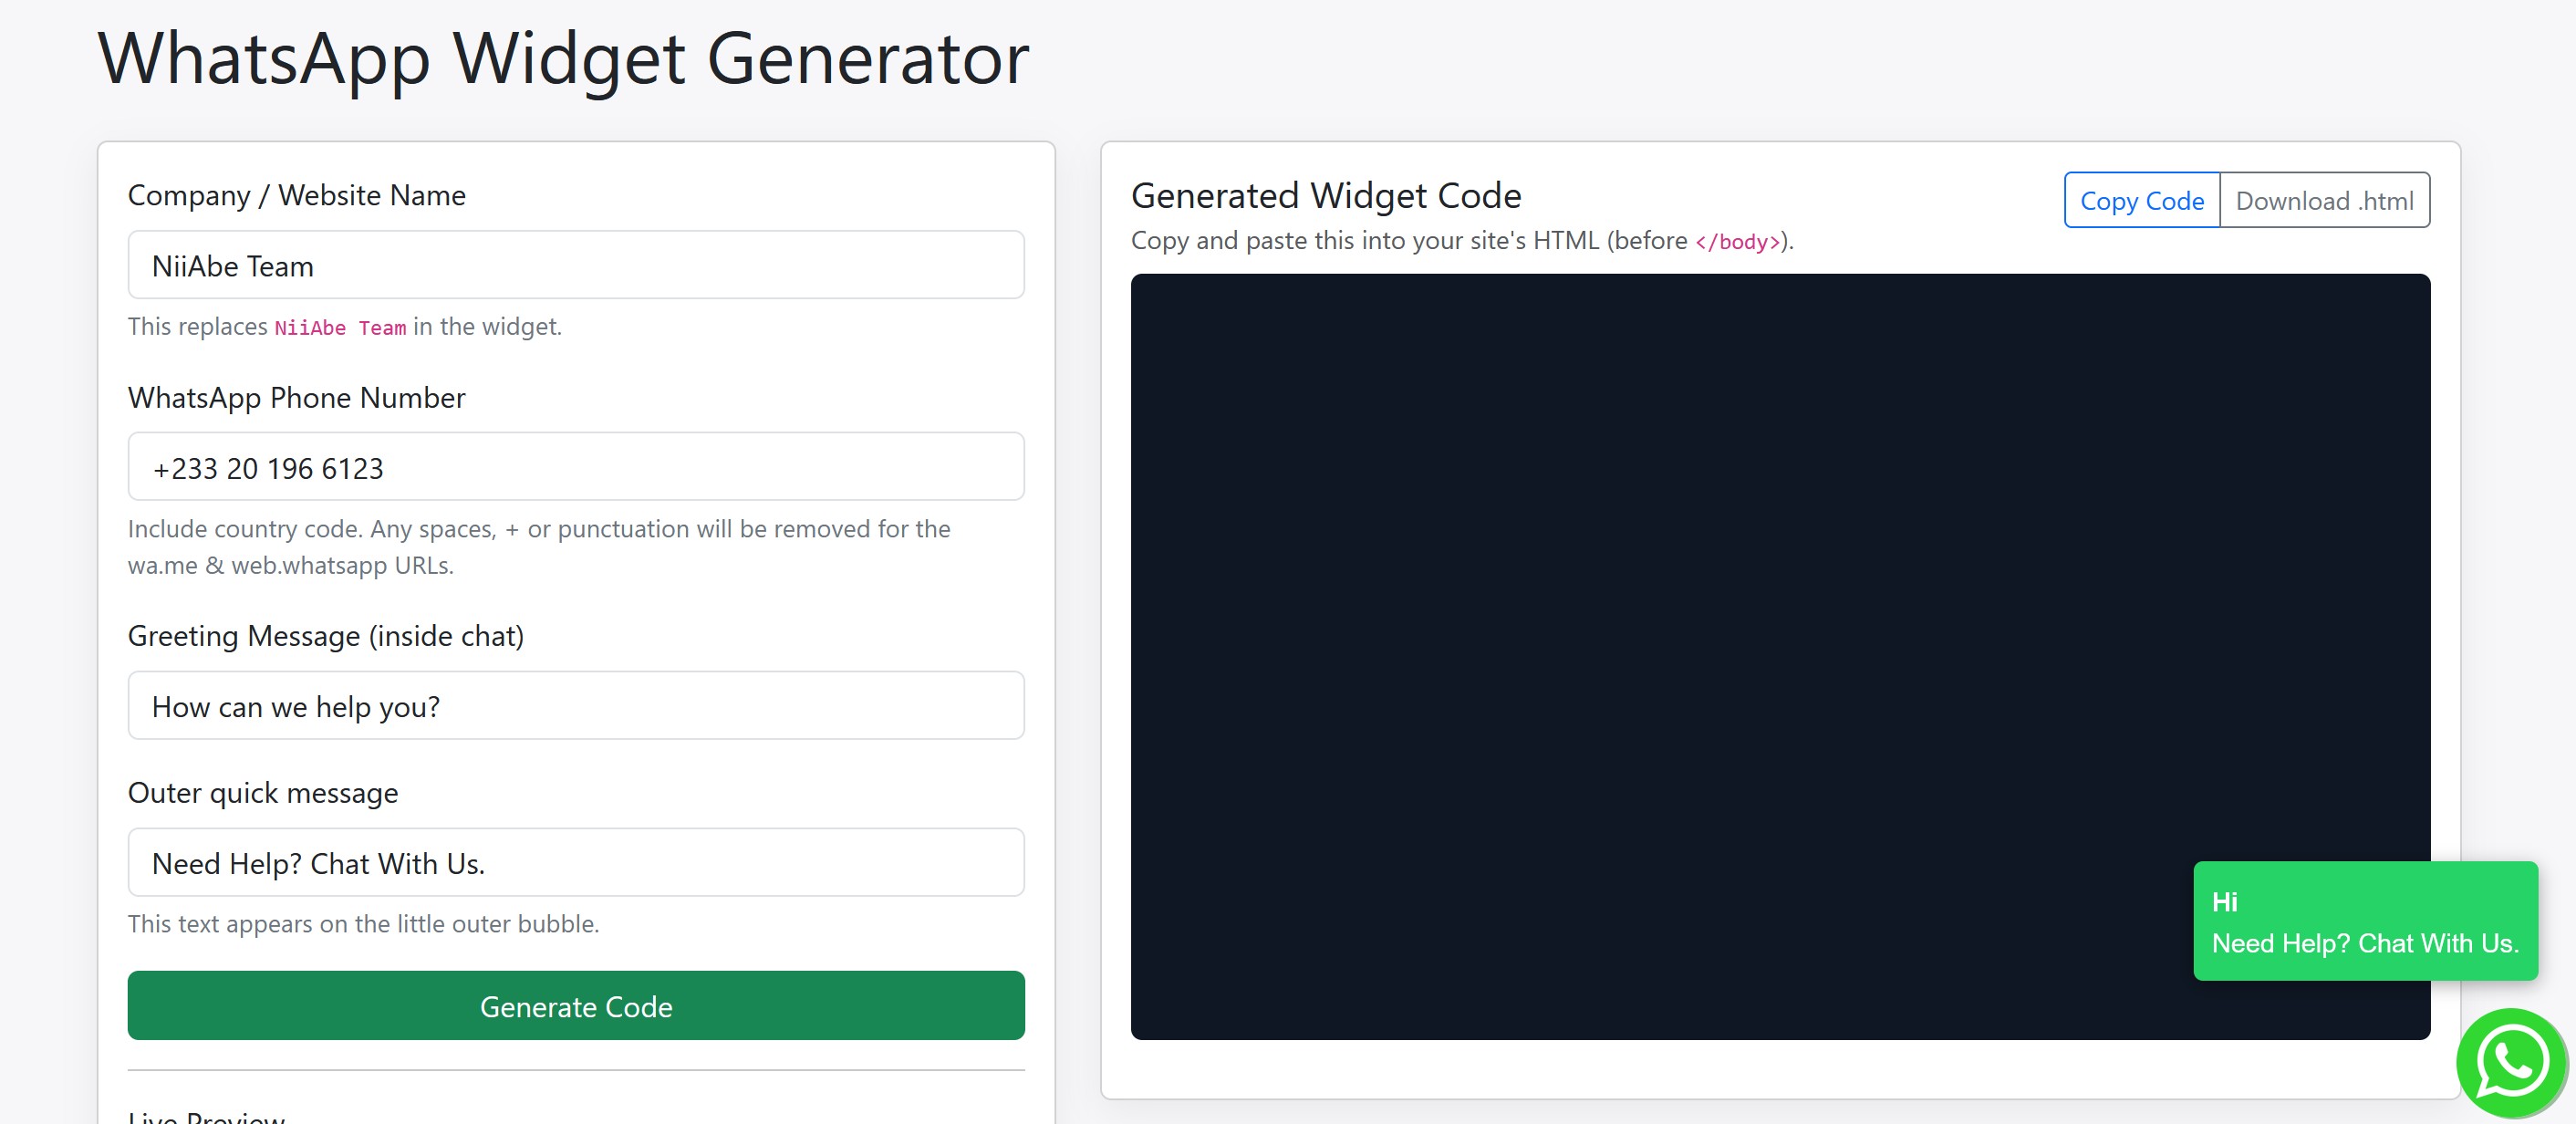 WhatsApp Widget Generator
Company / Website Name
NiiAbe Team
This replaces NiiAbe Team in the widget.
WhatsApp Phone Number
+233 20 196 6123
Include country code. Any spaces, + or punctuation will be removed for the
wa.me & web.whatsapp URLs.
Greeting Message (inside chat)
How can we help you?
Outer quick message
Need Help? Chat With Us.
This text appears on the little outer bubble.
Generate Code
Live Preview
Generated Widget Code
Copy Code
Download .html
Copy and paste this into your site's HTML (before </body>).
Hi
Need Help? Chat With Us.